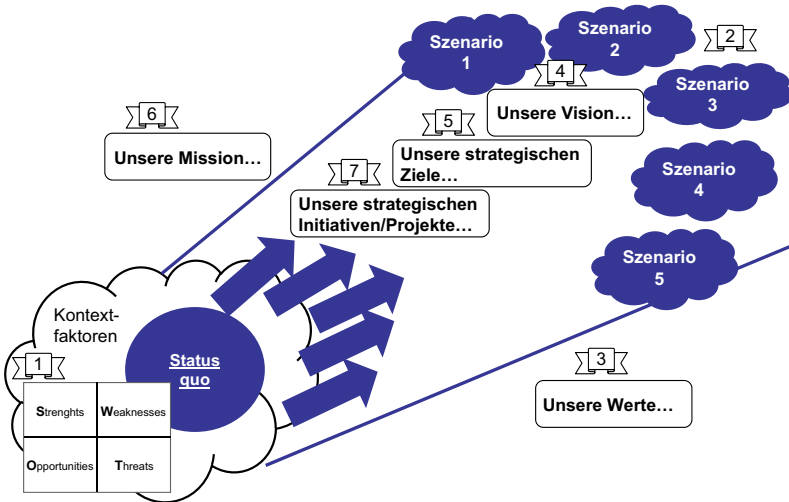 Szenario
1
Szenario
2
2
Szenario
3
4
Unsere Vision…
6
Unsere Mission…
5
Unsere strategischen
Ziele…
7
Unsere strategischen
Initiativen/Projekte…
Szenario
4
Szenario
5
Kontext-
faktoren
Status
quo
1
Strenghts
Weaknesses
Opportunities
Threats
3
Unsere Werte…